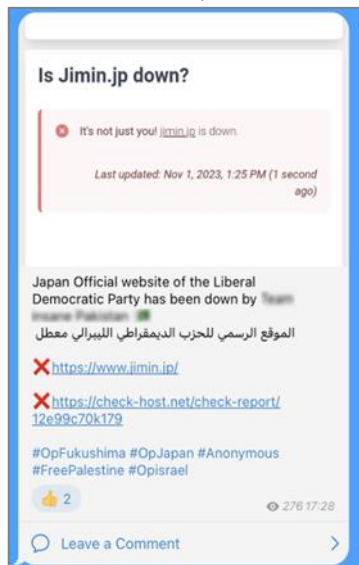 Is Jimin.jp down?
It's not just you! jimin.jp is down.
Last updated: Nov 1, 2023, 1:25 PM (1 second
ago)
Japan Official website of the Liberal
Democratic Party has been down by
الموقع الرسمي للحزب الديمقراطي الليبرالي معطل
❌https://www.jimin.jp/
❌https://check-host.net/check-report/
12e99c70k179
#OpFukushima #OpJapan #Anonymous
#FreePalestine #Opisrael
👍 2
276 17:28
Leave a Comment